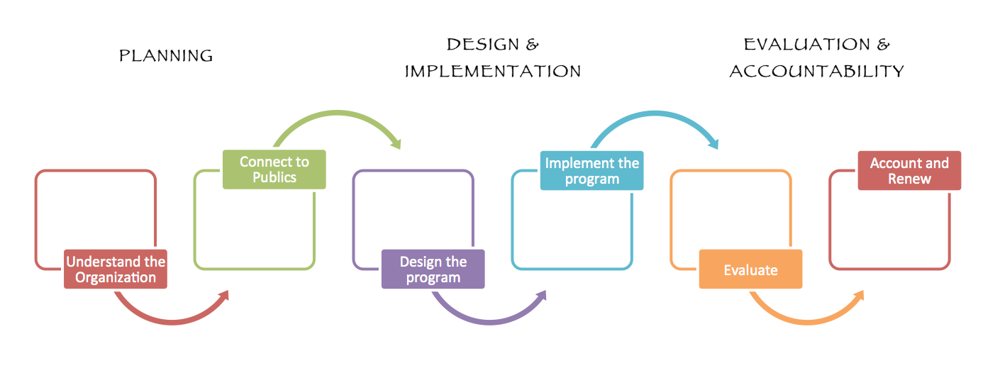 PLANNING
DESIGN &
IMPLEMENTATION
EVALUATION &
ACCOUNTABILITY
Understand the
Organization
Connect to
Publics
Design the
program
Implement the
program
Evaluate
Account and
Renew